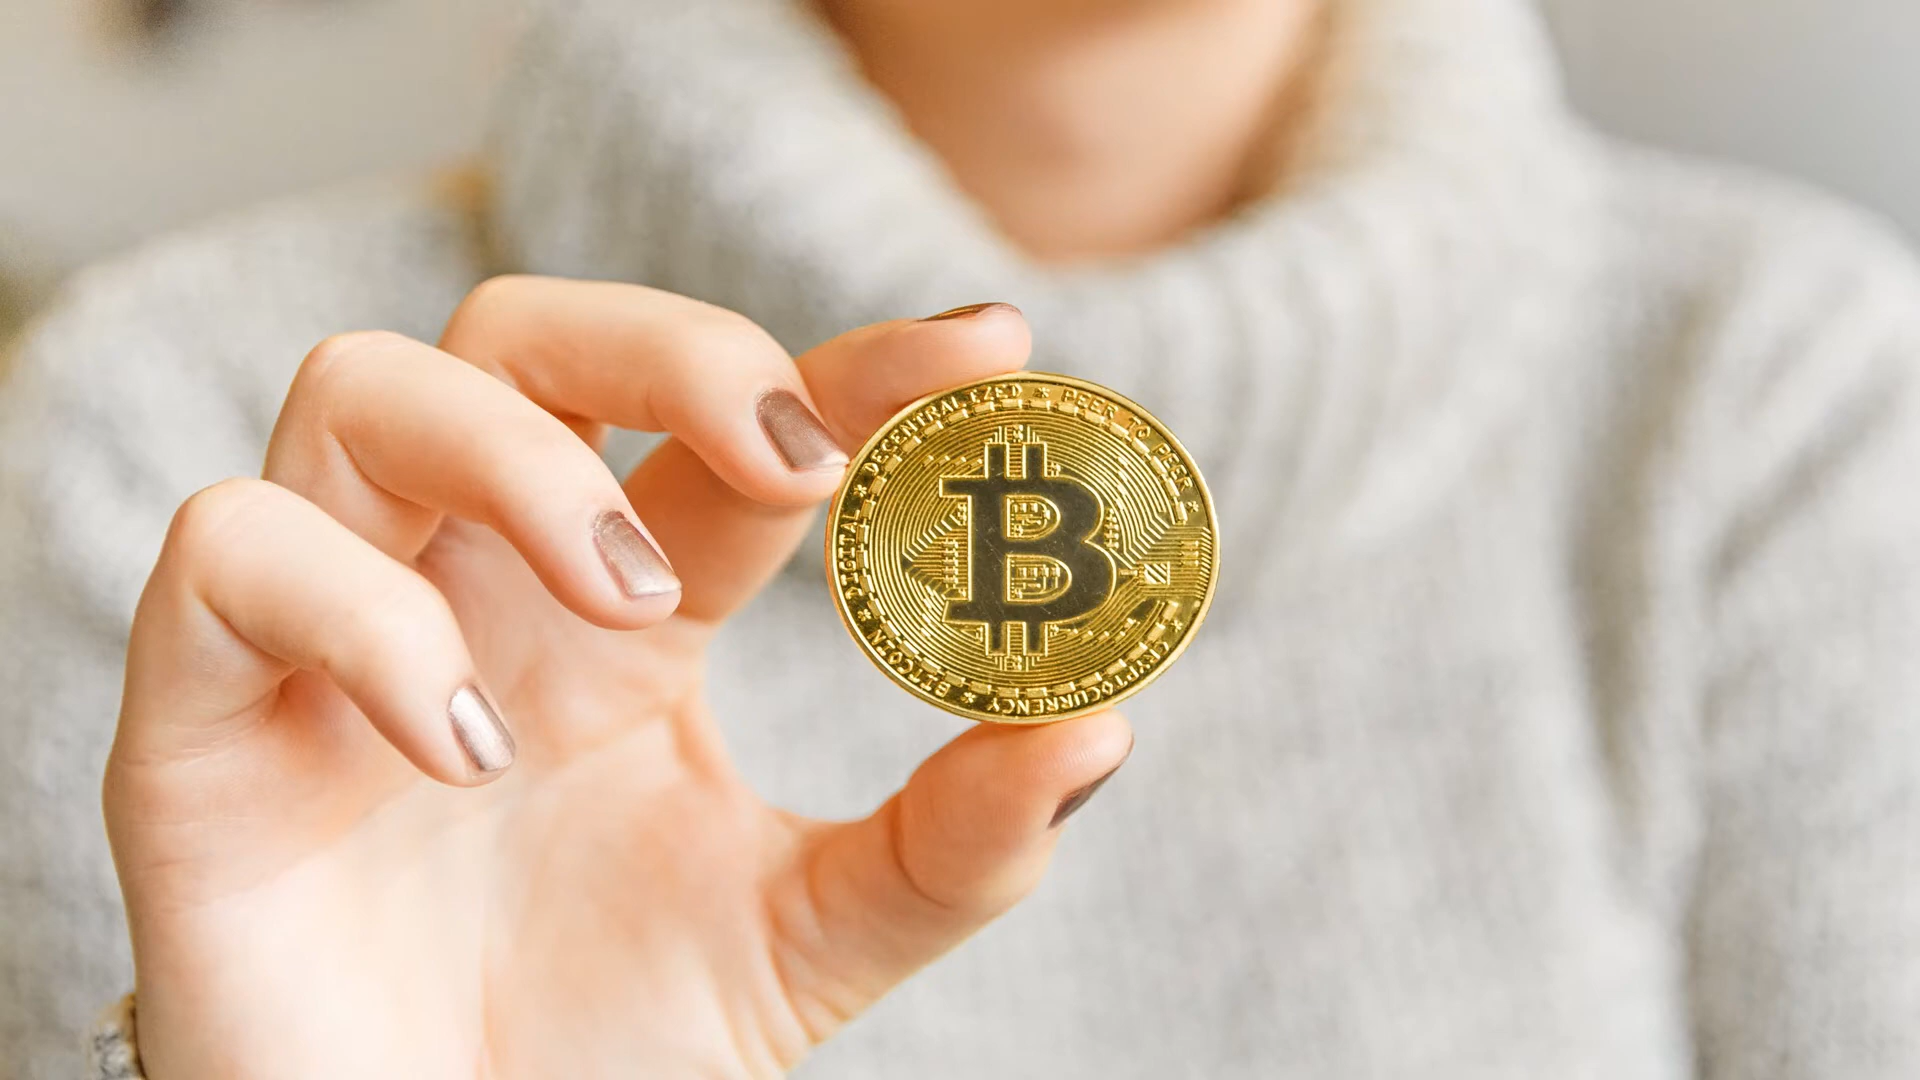 DECENTRALIZED * PEER TO PEER * CRYPTOCURRENCY * BITCOIN * DIGITAL *
B